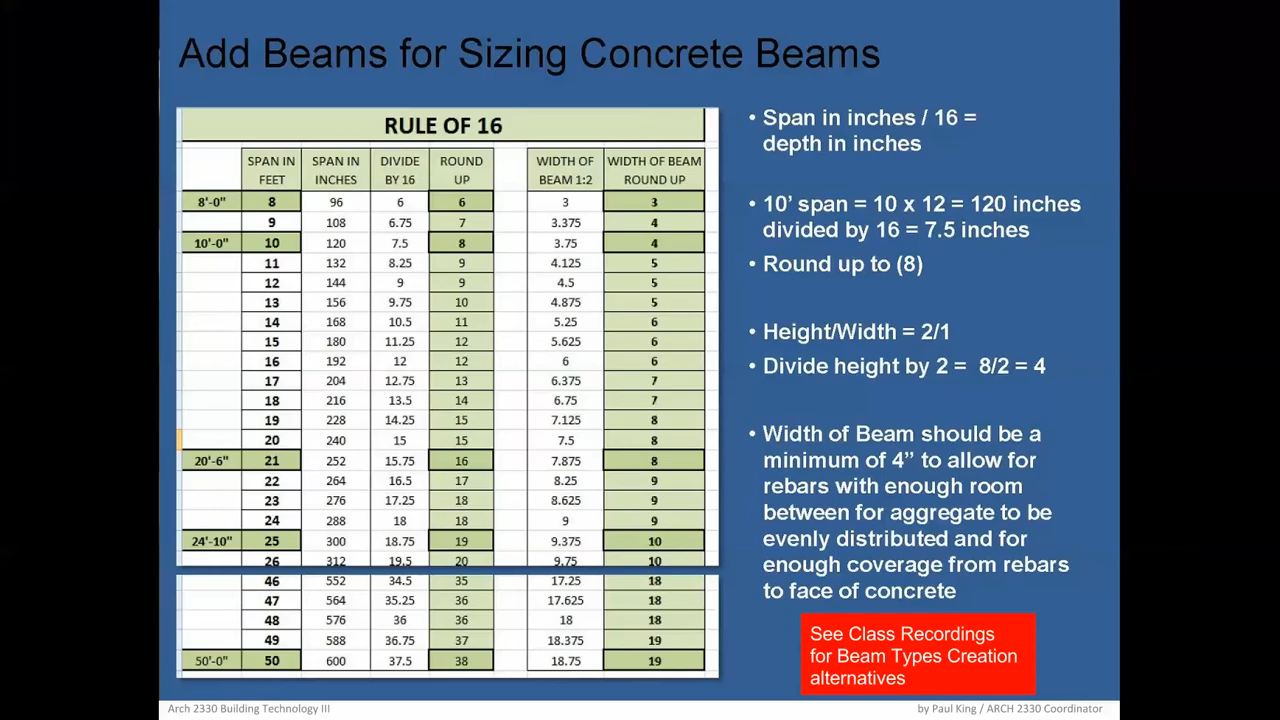 Add Beams for Sizing Concrete Beams
RULE OF 16
SPAN IN FEET SPAN IN INCHES DIVIDE BY 16 ROUND UP WIDTH OF BEAM 1:2 WIDTH OF BEAM ROUND UP
8'-0" 8 96 6 6 3 3
9 108 6.75 7 3.375 4
10'-0" 10 120 7.5 8 3.75 4
11 132 8.25 9 4.125 5
12 144 9 9 4.5 5
13 156 9.75 10 4.875 5
14 168 10.5 11 5.25 6
15 180 11.25 12 5.625 6
16 192 12 12 6 6
17 204 12.75 13 6.375 7
18 216 13.5 14 6.75 7
19 228 14.25 15 7.125 8
20 240 15 15 7.5 8
20'-6" 21 252 15.75 16 7.875 8
22 264 16.5 17 8.25 9
23 276 17.25 18 8.625 9
24 288 18 18 9 9
24'-10" 25 300 18.75 19 9.375 10
26 312 19.5 20 9.75 10
46 552 34.5 35 17.25 18
47 564 35.25 36 17.625 18
48 576 36 36 18 18
49 588 36.75 37 18.375 19
50'-0" 50 600 37.5 38 18.75 19
• Span in inches / 16 =
depth in inches
• 10’ span = 10 x 12 = 120 inches
divided by 16 = 7.5 inches
• Round up to (8)
• Height/Width = 2/1
• Divide height by 2 = 8/2 = 4
• Width of Beam should be a
minimum of 4” to allow for
rebars with enough room
between for aggregate to be
evenly distributed and for
enough coverage from rebars
to face of concrete
See Class Recordings
for Beam Types Creation
alternatives
Arch 2330 Building Technology III
by Paul King / ARCH 2330 Coordinator